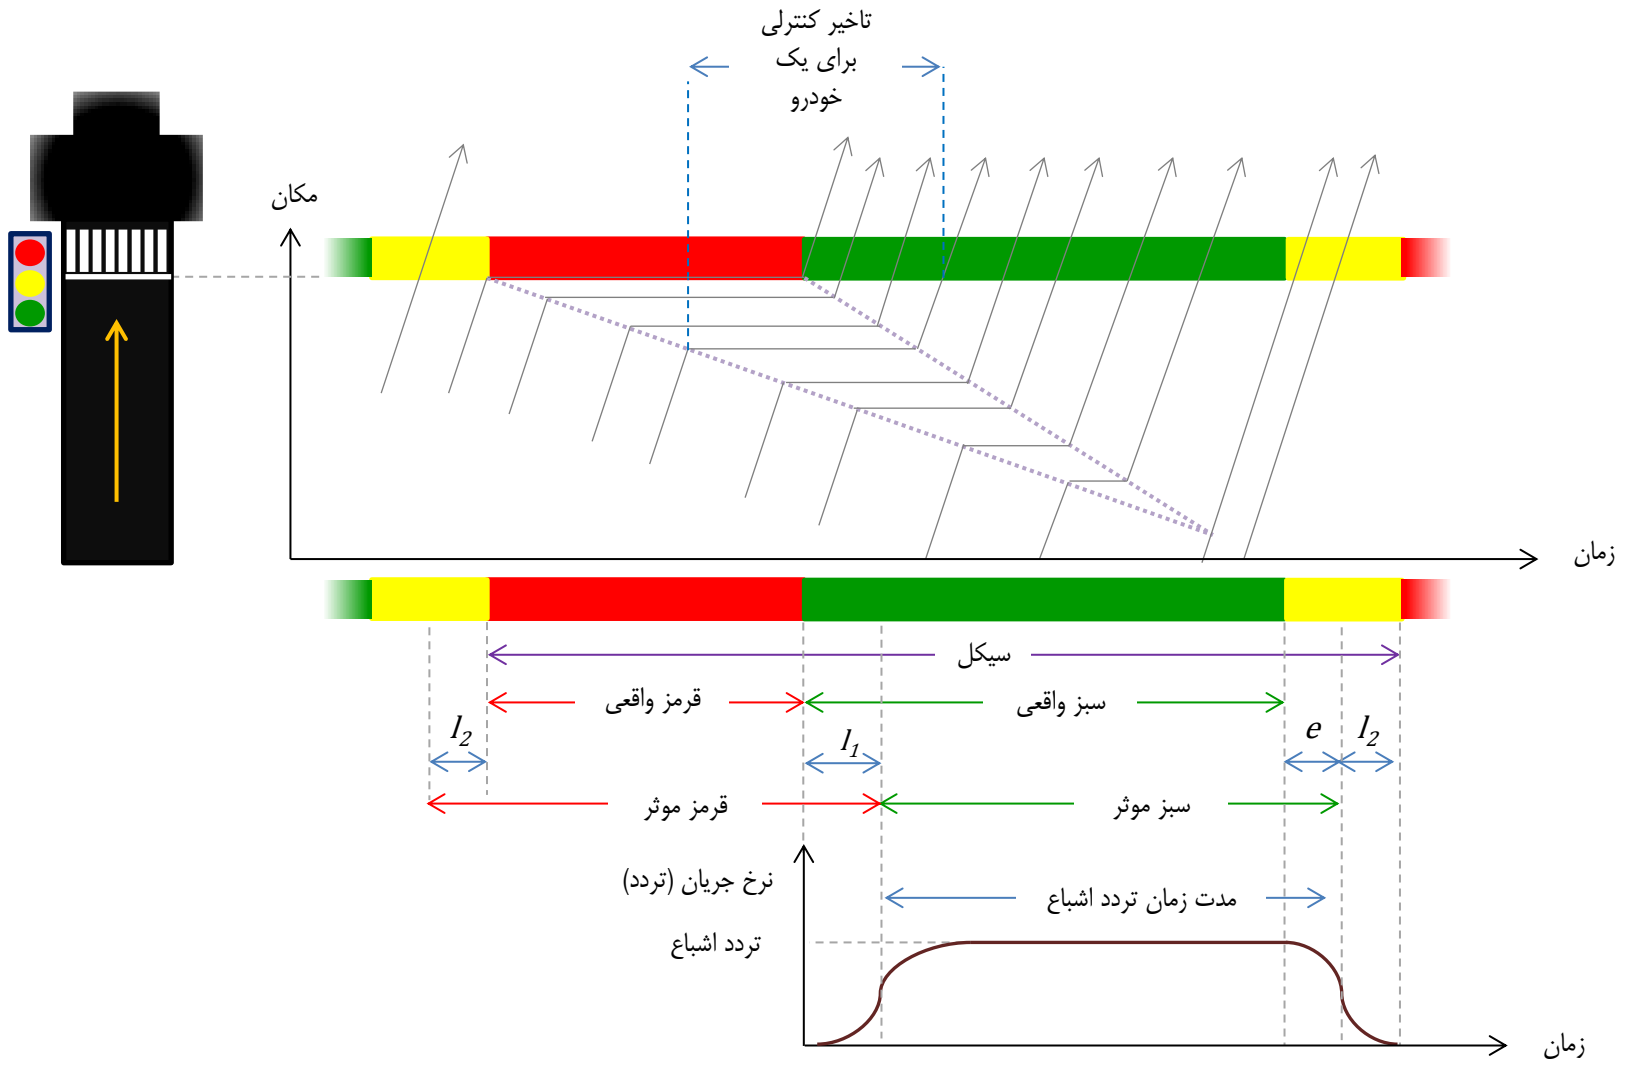 تاخیر کنترلی
برای یک
خودرو
مکان
زمان
سیکل
قرمز واقعی
سبز واقعی
l2
l1
e
l2
قرمز موثر
سبز موثر
نرخ جریان (تردد)
مدت زمان تردد اشباع
تردد اشباع
زمان